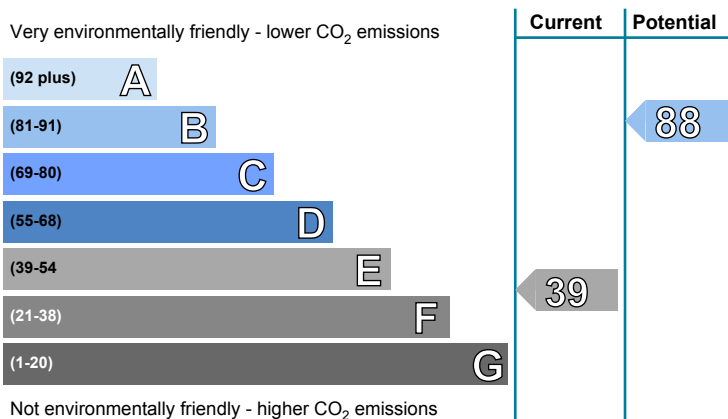 Current Potential
Very environmentally friendly - lower CO2 emissions
(92 plus) A
(81-91) B
88
(69-80) C
(55-68) D
(39-54 E
39
(21-38) F
(1-20) G
Not environmentally friendly - higher CO2 emissions